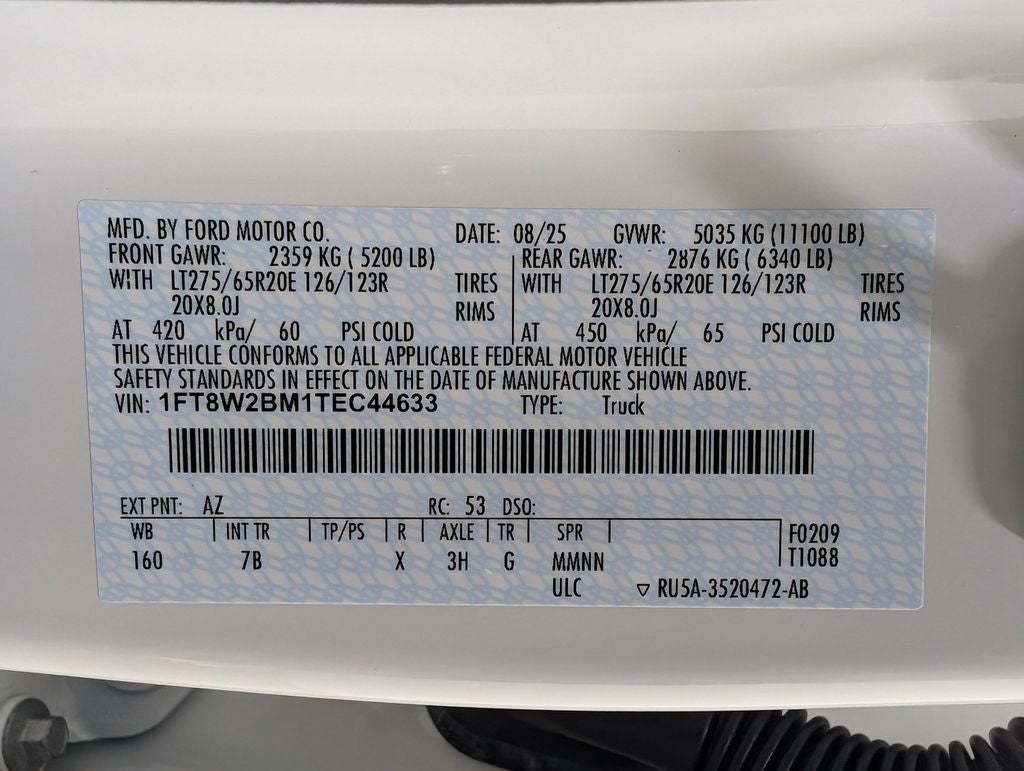 MFD. BY FORD MOTOR CO. DATE: 08/25 GVWR: 5035 KG (11100 LB)
FRONT GAWR: 2359 KG ( 5200 LB) REAR GAWR: 2876 KG ( 6340 LB)
WITH LT275/65R20E 126/123R TIRES WITH LT275/65R20E 126/123R TIRES
20X8.0J RIMS 20X8.0J RIMS
AT 420 kPa/ 60 PSI COLD AT 450 kPa/ 65 PSI COLD
THIS VEHICLE CONFORMS TO ALL APPLICABLE FEDERAL MOTOR VEHICLE
SAFETY STANDARDS IN EFFECT ON THE DATE OF MANUFACTURE SHOWN ABOVE.
VIN: 1FT8W2BM1TEC44633 TYPE: Truck
EXT PNT: AZ RC: 53 DSO:
WB INT TR TP/PS R AXLE TR SPR F0209
160 7B X 3H G MMNN T1088
ULC RU5A-3520472-AB